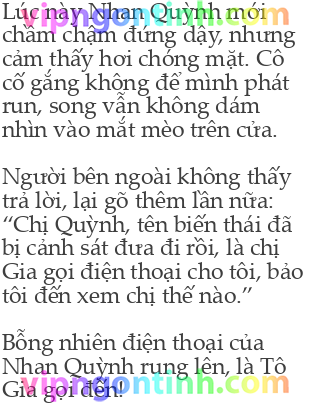 Lúc này Nhan Quỳnh mới
chầm chậm đứng dậy, nhưng
cảm thấy hơi chóng mặt. Cô
cố gắng không để mình phát
run, song vẫn không dám
nhìn vào mắt mèo trên cửa.
Người bên ngoài không thấy
trả lời, lại gõ thêm lần nữa:
“Chị Quỳnh, tên biến thái đã
bị cảnh sát đưa đi rồi, là chị
Gia gọi điện thoại cho tôi, bảo
tôi đến xem chị thế nào.”
Bỗng nhiên điện thoại của
Nhan Quỳnh rung lên, là Tô
Gia gọi đến!
vipngontinh.com
vipngontinh.com